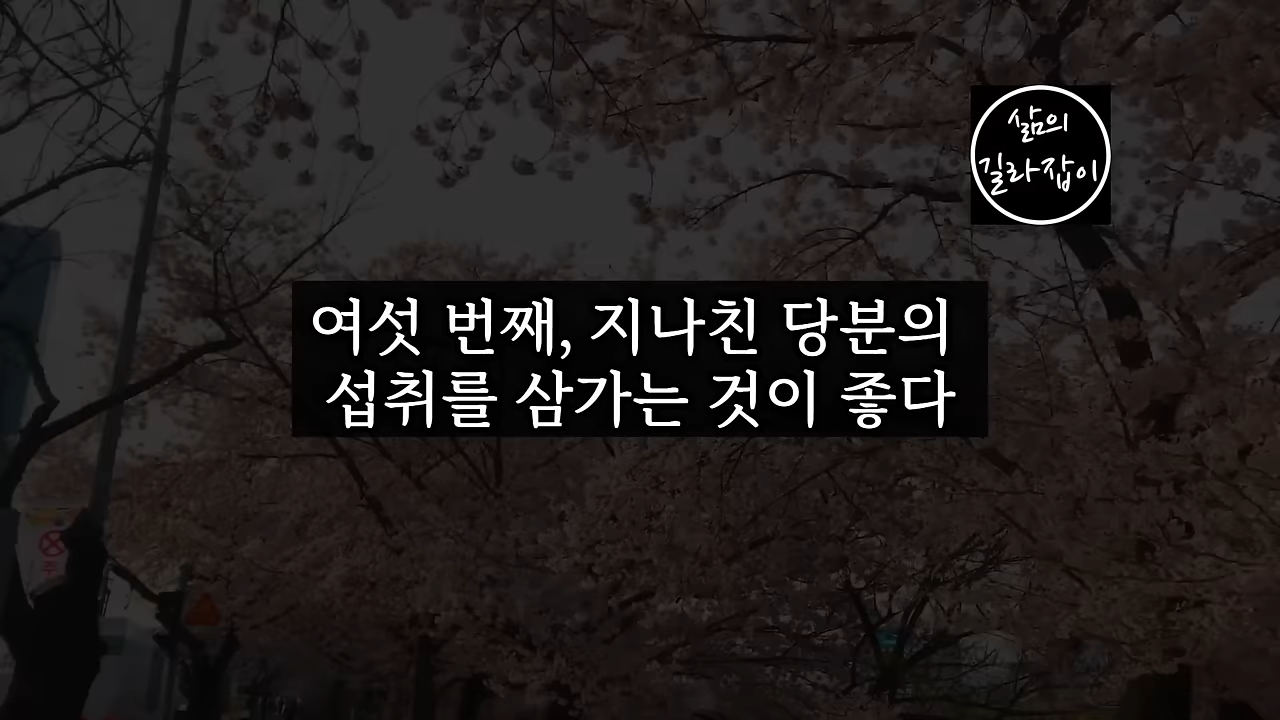 삶의
길라잡이
여섯 번째, 지나친 당분의
섭취를 삼가는 것이 좋다
주